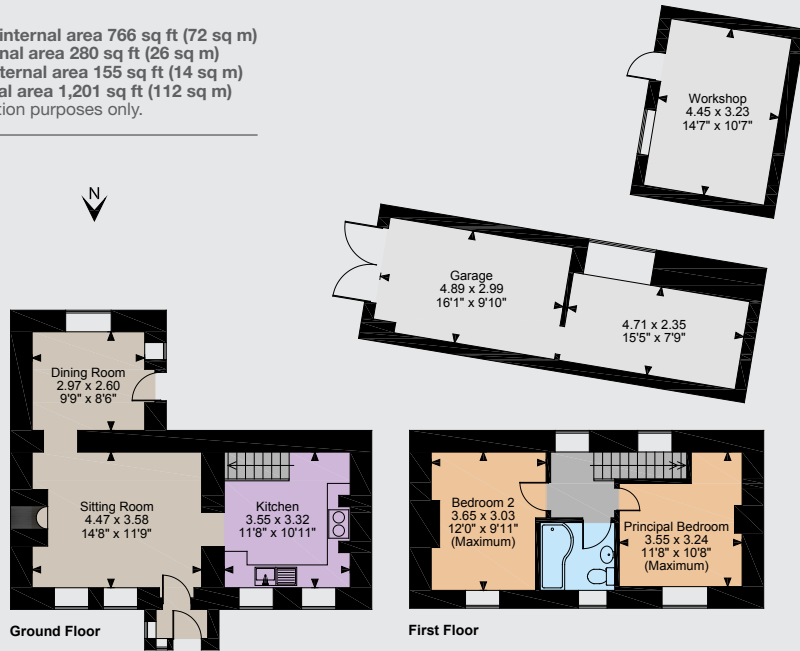 internal area 766 sq ft (72 sq m)
nal area 280 sq ft (26 sq m)
ternal area 155 sq ft (14 sq m)
al area 1,201 sq ft (112 sq m)
tion purposes only.
N
Workshop
4.45 x 3.23
14'7" x 10'7"
Garage
4.89 x 2.99
16'1" x 9'10"
4.71 x 2.35
15'5" x 7'9"
Dining Room
2.97 x 2.60
9'9" x 8'6"
Sitting Room
4.47 x 3.58
14'8" x 11'9"
Kitchen
3.55 x 3.32
11'8" x 10'11"
Ground Floor
Bedroom 2
3.65 x 3.03
12'0" x 9'11"
(Maximum)
Principal Bedroom
3.55 x 3.24
11'8" x 10'8"
(Maximum)
First Floor